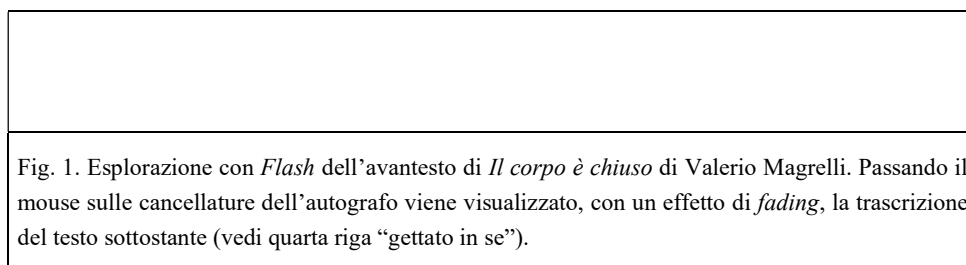 Fig. 1. Esplorazione con Flash dell’avantesto di Il corpo è chiuso di Valerio Magrelli. Passando il
mouse sulle cancellature dell’autografo viene visualizzato, con un effetto di fading, la trascrizione
del testo sottostante (vedi quarta riga “gettato in se”).